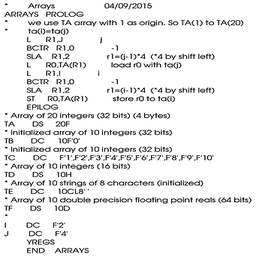 * Arrays 04/09/2015
ARRAYS PROLOG
* we use TA array with 1 as origin. So TA(1) to TA(20)
* ta(i)=ta(j)
L R1,J j
BCTR R1,0 -1
SLA R1,2 r1=(j-1)*4 (*4 by shift left)
L R0,TA(R1) load r0 with ta(j)
L R1,I i
BCTR R1,0 -1
SLA R1,2 r1=(i-1)*4 (*4 by shift left)
ST R0,TA(R1) store r0 to ta(i)
EPILOG
* Array of 20 integers (32 bits) (4 bytes)
TA DS 20F
* Initialized array of 10 integers (32 bits)
TB DC 10F'0'
* Initialized array of 10 integers (32 bits)
TC DC F'1',F'2',F'3',F'4',F'5',F'6',F'7',F'8',F'9',F'10'
* Array of 10 integers (16 bits)
TD DS 10H
* Array of 10 strings of 8 characters (initialized)
TE DC 10CL8' '
* Array of 10 double precision floating point reals (64 bits)
TF DS 10D
*
I DC F'2'
J DC F'4'
YREGS
END ARRAYS